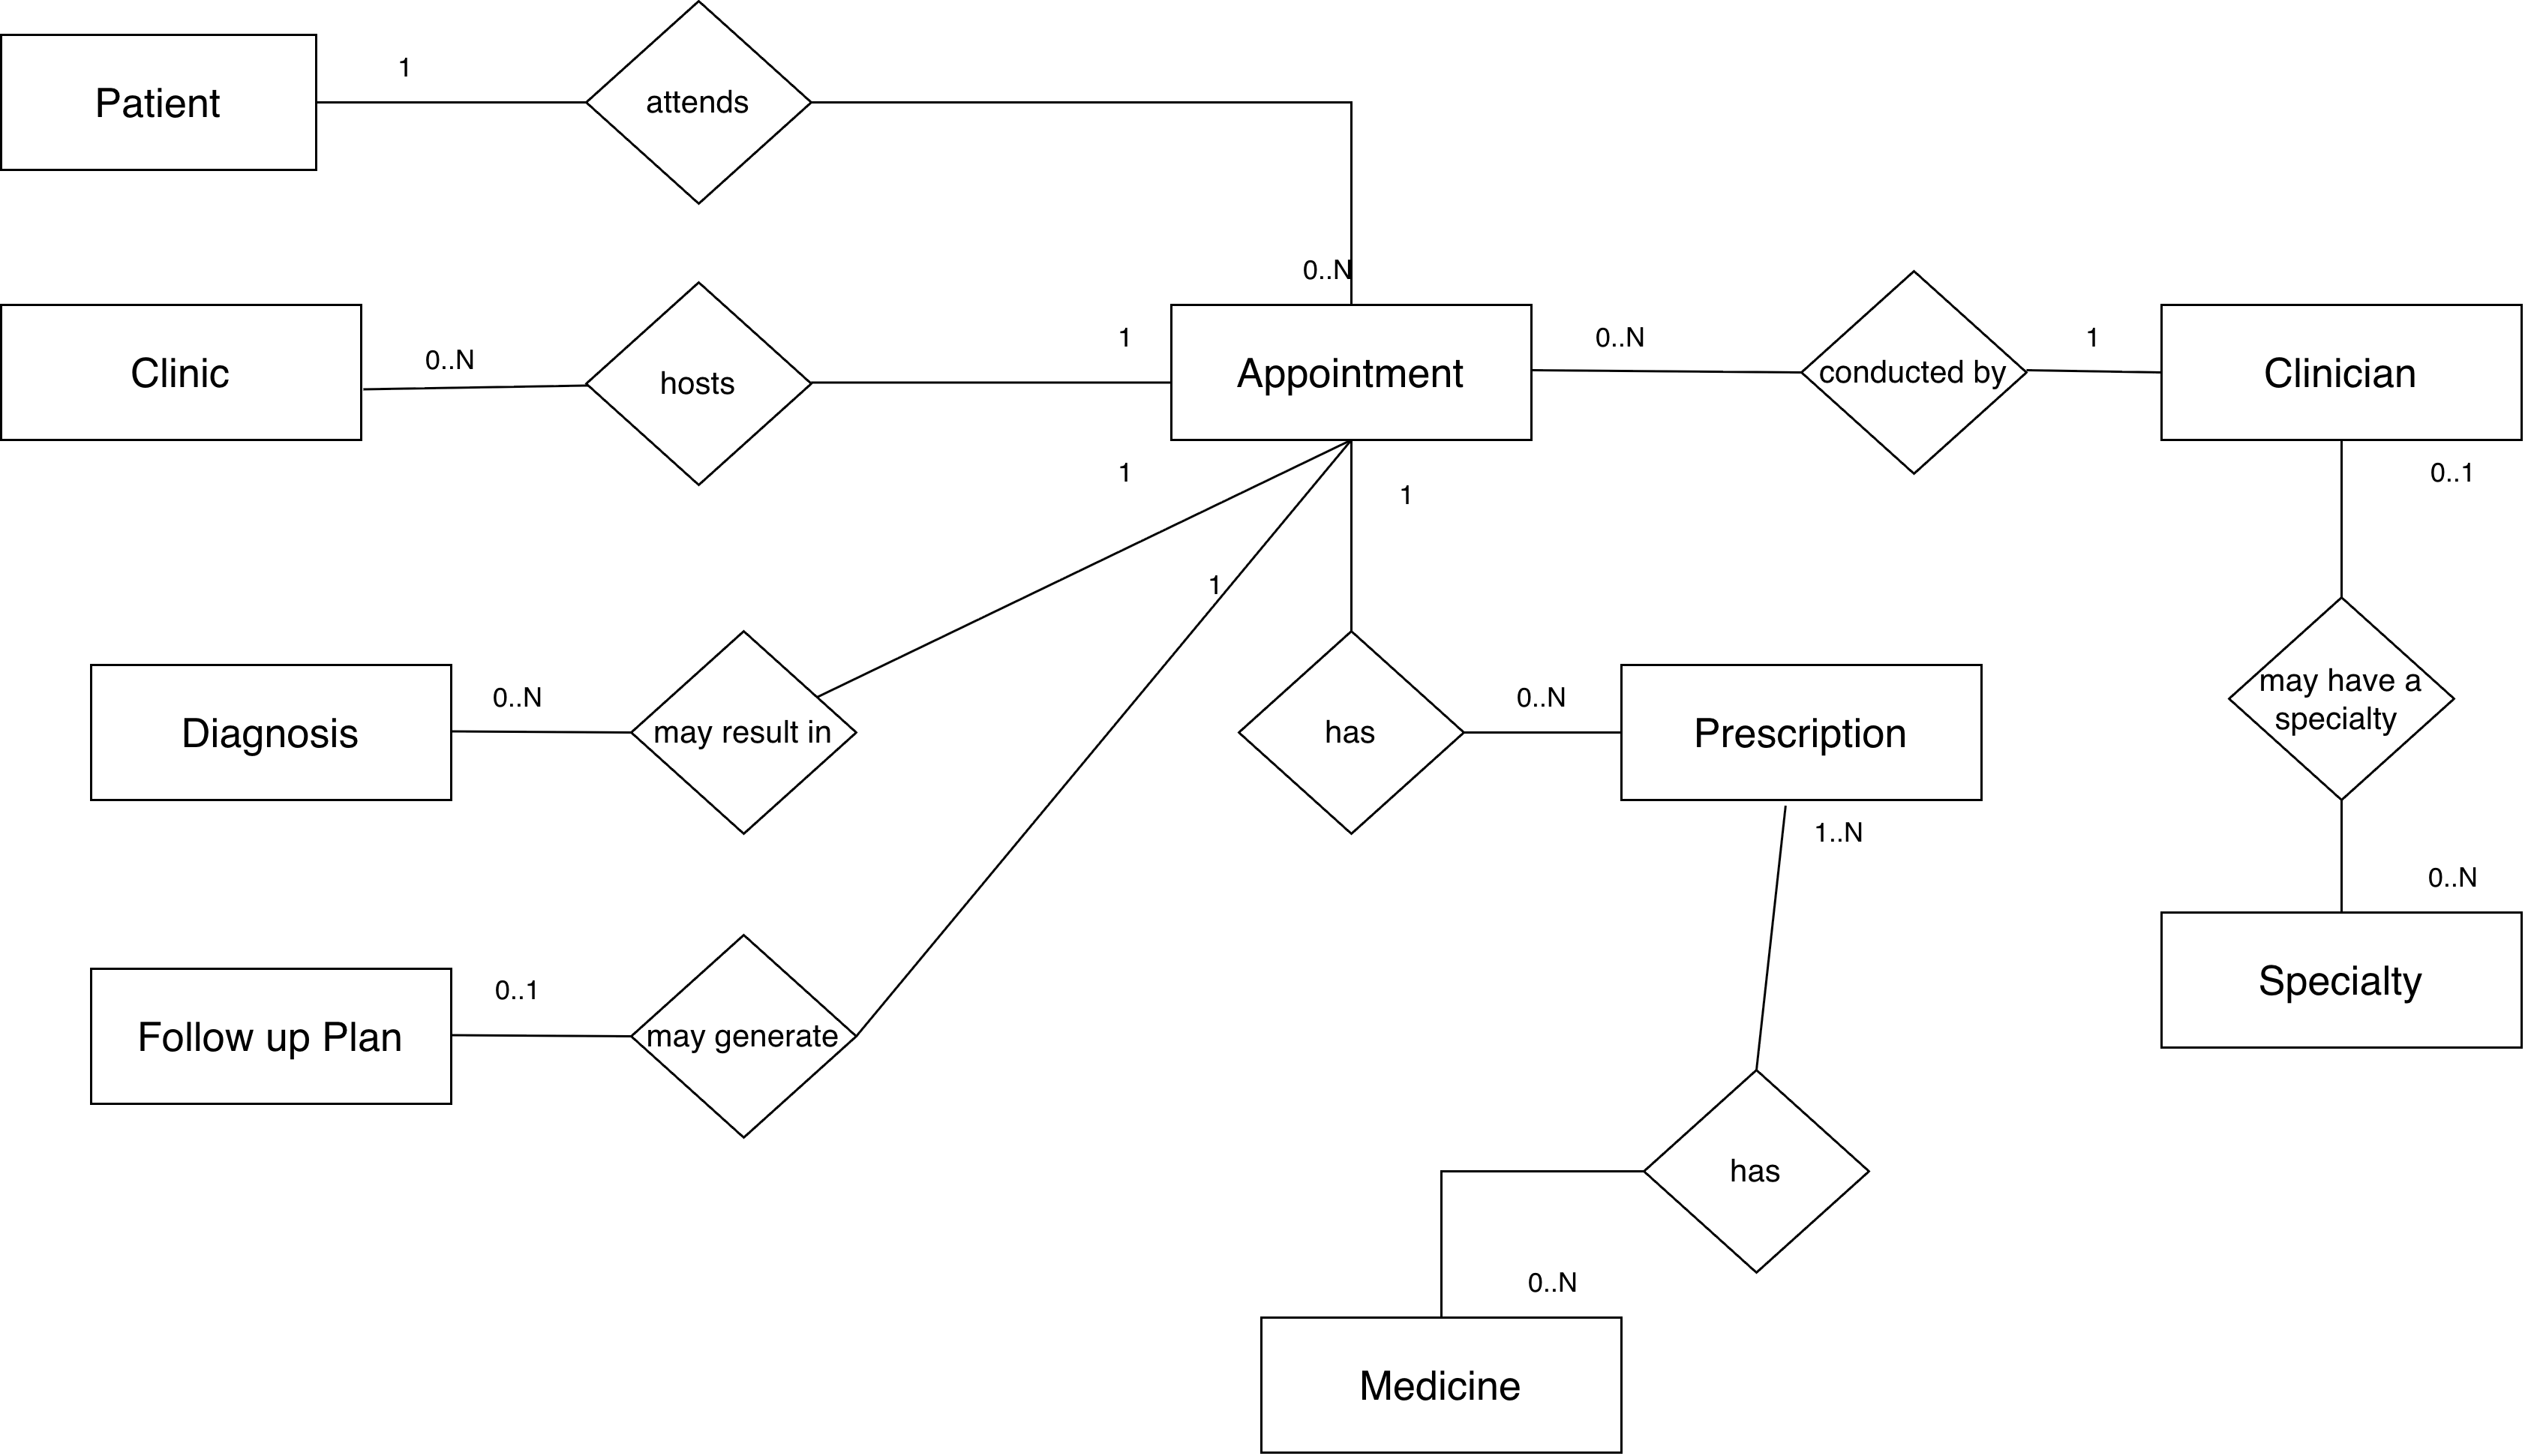 Patient
1
attends
0..N
Clinic
0..N
hosts
1
Appointment
0..N
conducted by
1
Clinician
1
1
0..1
1
Diagnosis
0..N
may result in
has
0..N
Prescription
may have a
specialty
1..N
0..N
Follow up Plan
0..1
may generate
Specialty
has
0..N
Medicine